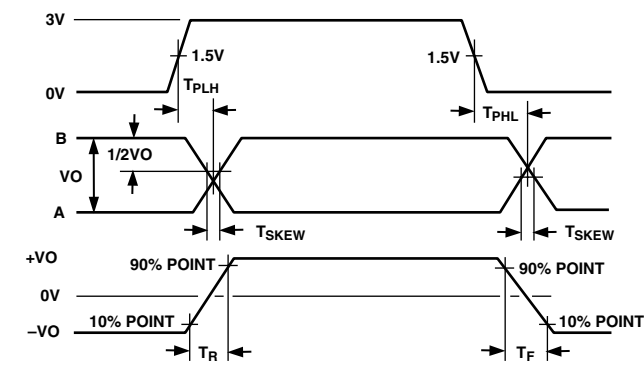 3V
1.5V
1.5V
TPLH
0V
TPHL
B
1/2VO
VO
A
TSKEW
TSKEW
+VO
90% POINT
90% POINT
0V
10% POINT
10% POINT
–VO
TR
TF